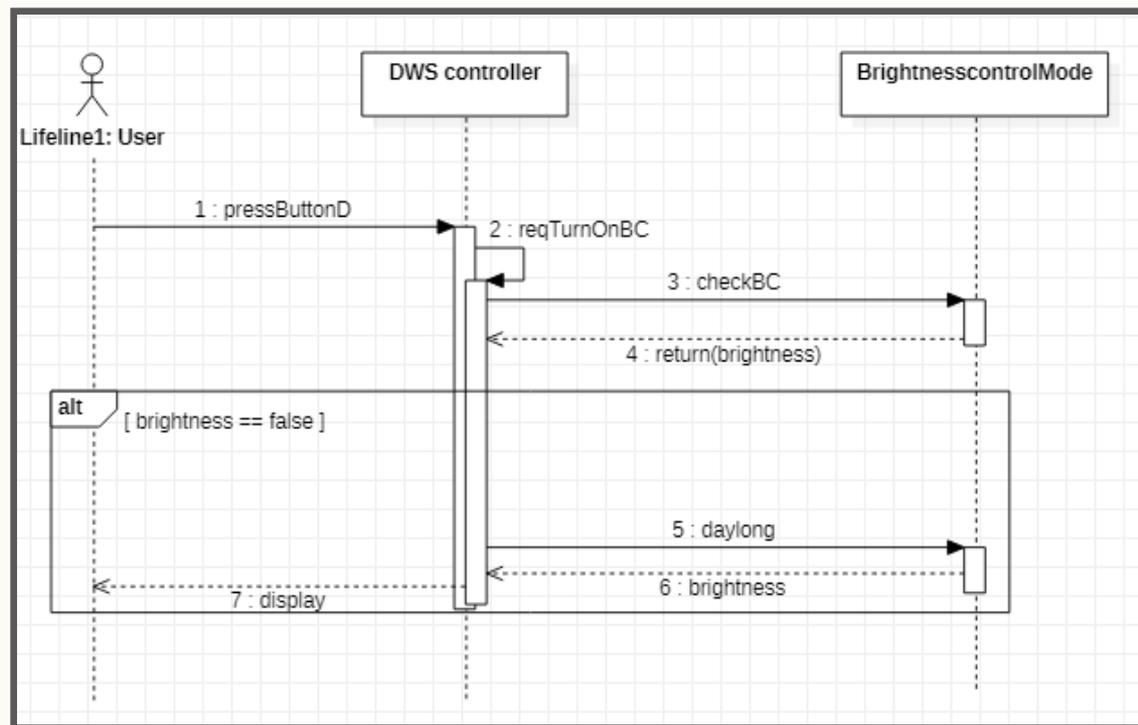 DWS controller
BrightnesscontrolMode
Lifeline1: User
1 : pressButtonD
2 : reqTurnOnBC
3 : checkBC
4 : return(brightness)
alt
[ brightness == false ]
5 : daylong
6 : brightness
7 : display